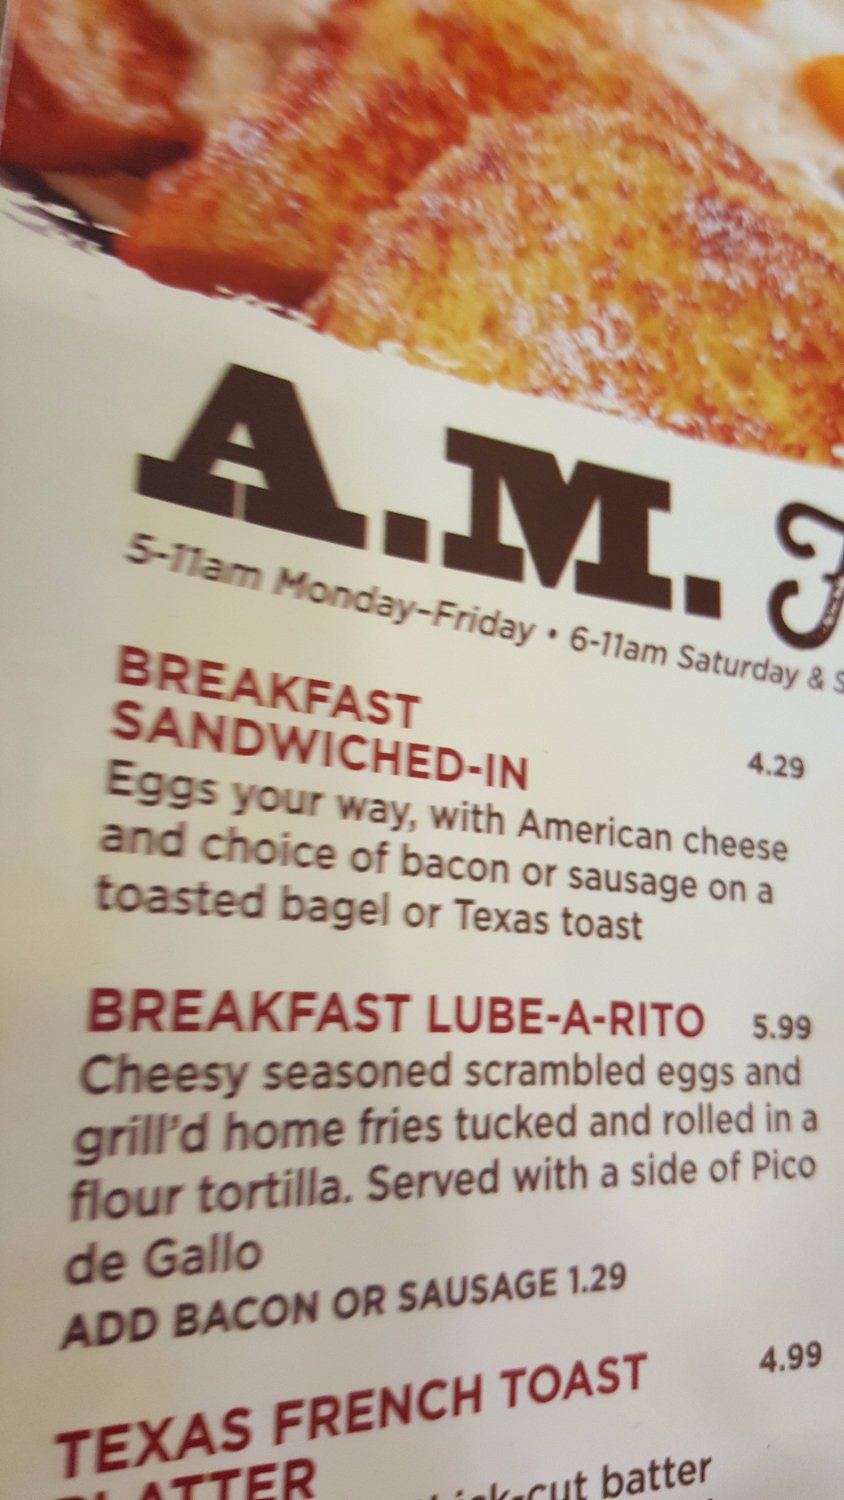 A.M.
5-11am Monday-Friday • 6-11am Saturday &
BREAKFAST
SANDWICHED-IN 4.29
Eggs your way, with American cheese
and choice of bacon or sausage on a
toasted bagel or Texas toast
BREAKFAST LUBE-A-RITO 5.99
Cheesy seasoned scrambled eggs and
grill'd home fries tucked and rolled in a
flour tortilla. Served with a side of Pico
de Gallo
ADD BACON OR SAUSAGE 1.29
TEXAS FRENCH TOAST 4.99
PLATTER
batter